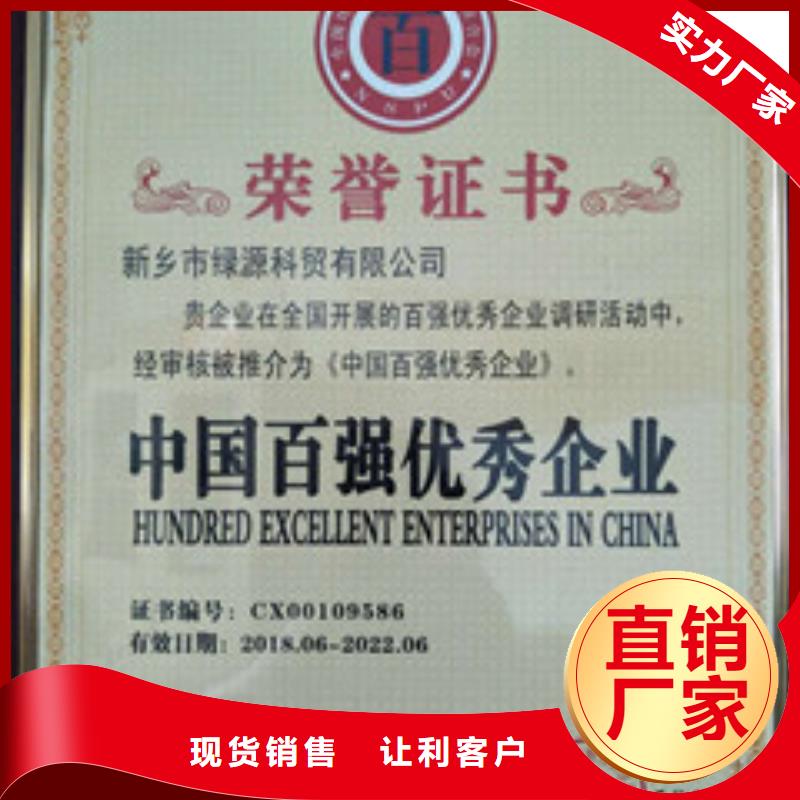 百
NSPU
实力厂家
荣誉证书
新乡市绿源科贸有限公司
贵企业在全国开展的百强优秀企业调研活动中,
经审核被推介为《中国百强优秀企业》。
中国百强优秀企业
HUNDRED EXCELLENT ENTERPRISES IN CHINA
证书编号: CX00109586
有效日期: 2018.06-2022.06
直销
厂家
现货销售 让利客户